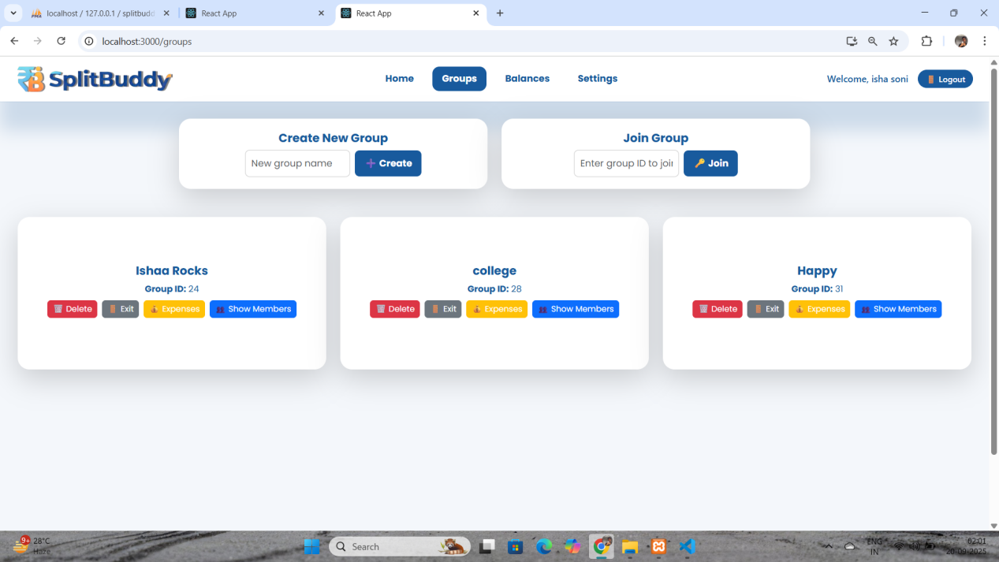 localhost / 127.0.0.1 / splitbudd
React App
React App
localhost:3000/groups
SplitBuddy
Home
Groups
Balances
Settings
Welcome, isha soni
Logout
Create New Group
New group name
Create
Join Group
Enter group ID to joi
Join
Ishaa Rocks
Group ID: 24
Delete
Exit
Expenses
Show Members
college
Group ID: 28
Delete
Exit
Expenses
Show Members
Happy
Group ID: 31
Delete
Exit
Expenses
Show Members
9+
28°C
Haze
Search
ENG
IN
02:01
20-09-2025